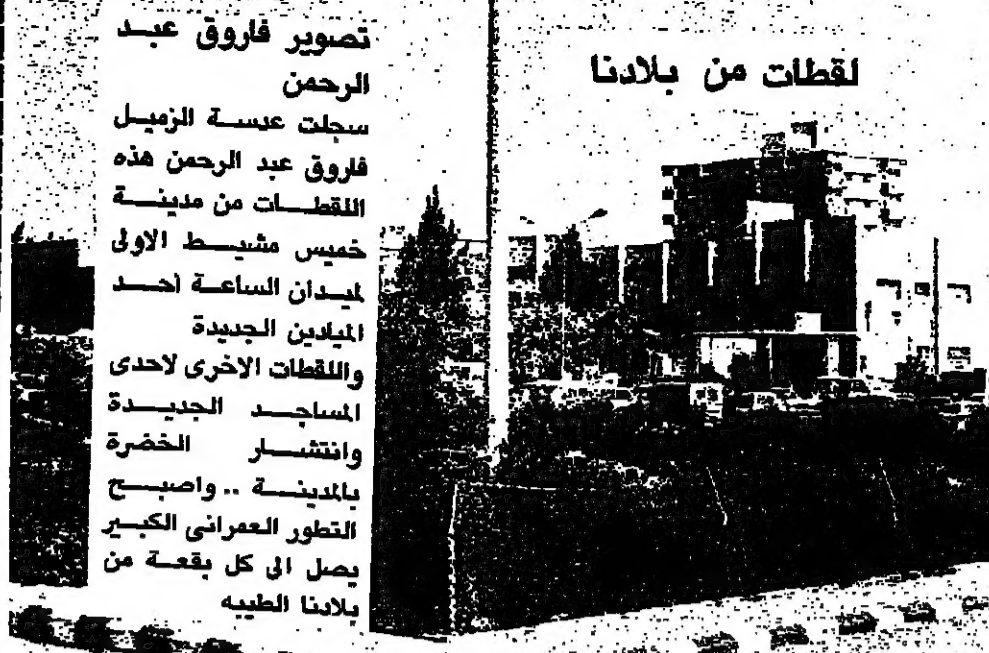 لقطات من بلادنا
تصوير فاروق عبد
الرحمن
سجلت عدسة الزميل
فاروق عبد الرحمن هذه
اللقطات من مدينة
خميس مشيط الاولى
لميدان الساعة احد
الميادين الجديدة
واللقطات الاخرى لاحدى
المساجد الجديدة
وانتشار الخضرة
بالمدينة .. واصبح
التطور العمرانى الكبير
يصل الى كل بقعة من
بلادنا الطيبه